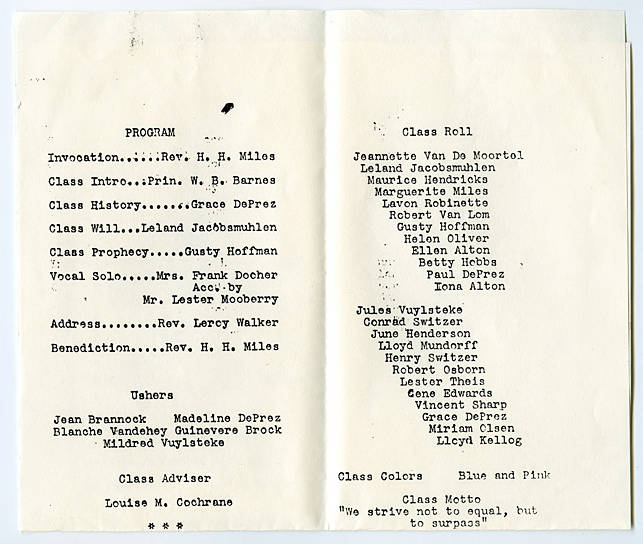 PROGRAM
Invocation......Rev. H. H. Miles
Class Intro...Prin. W. B. Barnes
Class History.......Grace DePrez
Class Will...Leland Jacobsmuhlen
Class Prophecy.....Gusty Hoffman
Vocal Solo.....Mrs. Frank Docher
Acc. by
Mr. Lester Mooberry
Address........Rev. Leroy Walker
Benediction.....Rev. H. H. Miles
Ushers
Jean Brannock Madeline DePrez
Blanche Vandehey Guinevere Brock
Mildred Vuylsteke
Class Adviser
Louise M. Cochrane
* * *
Class Roll
Jeannette Van De Moortel
Leland Jacobsmuhlen
Maurice Hendricks
Marguerite Miles
Lavon Robinette
Robert Van Lom
Gusty Hoffman
Helen Oliver
Ellen Alton
Betty Hobbs
Paul DePrez
Iona Alton
Jules Vuylsteke
Conrad Switzer
June Henderson
Lloyd Mundorff
Henry Switzer
Robert Osborn
Lester Theis
Gene Edwards
Vincent Sharp
Grace DePrez
Miriam Olsen
Lloyd Kellog
Class Colors Blue and Pink
Class Motto
"We strive not to equal, but
to surpass"